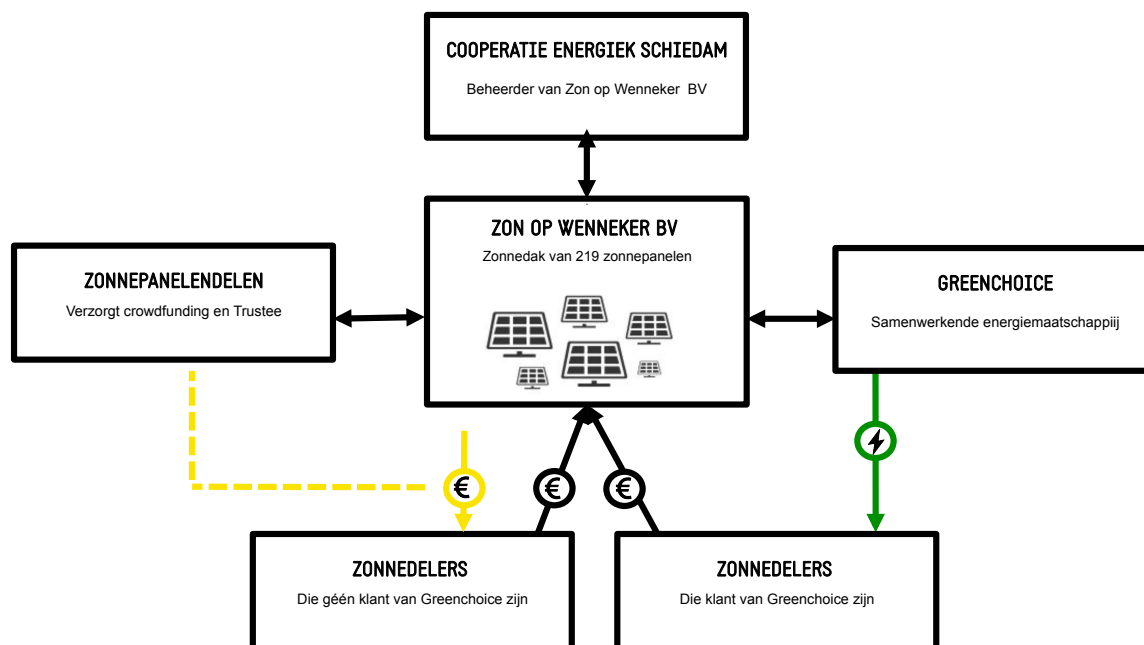 COOPERATIE ENERGIEK SCHIEDAM
Beheerder van Zon op Wenneker BV
ZON OP WENNEKER BV
Zonnedak van 219 zonnepanelen
ZONNEPANELENDELEN
Verzorgt crowdfunding en Trustee
GREENCHOICE
Samenwerkende energiemaatschappiij
€
€
€
ZONNEDELERS
Die géén klant van Greenchoice zijn
ZONNEDELERS
Die klant van Greenchoice zijn